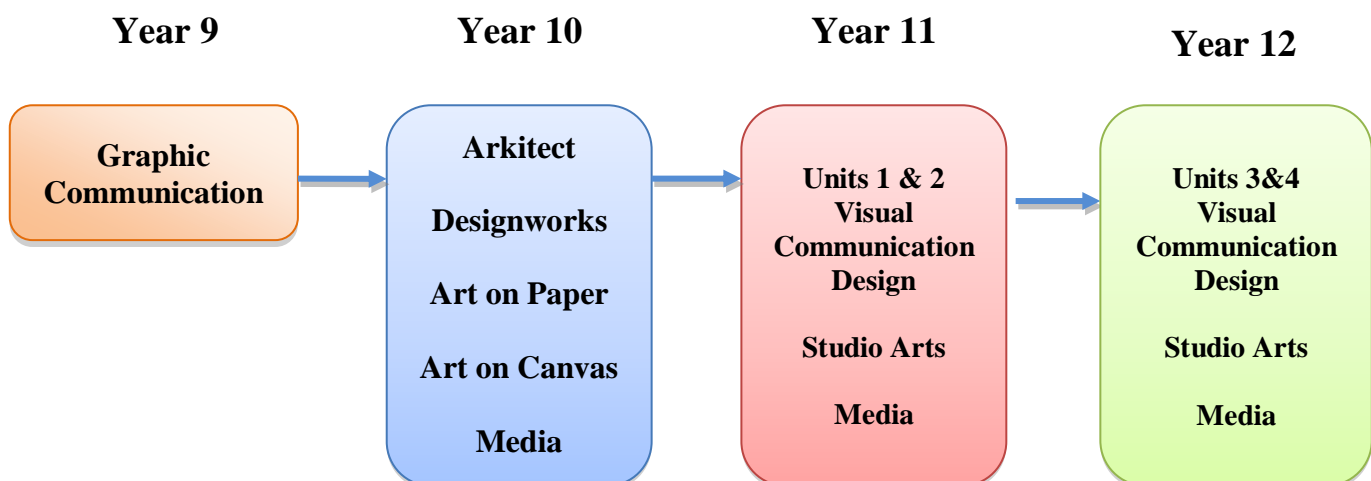 Year 9
Year 10
Year 11
Year 12
Graphic
Communication
Arkitect
Designworks
Art on Paper
Art on Canvas
Media
Units 1 & 2
Visual
Communication
Design
Studio Arts
Media
Units 3&4
Visual
Communication
Design
Studio Arts
Media